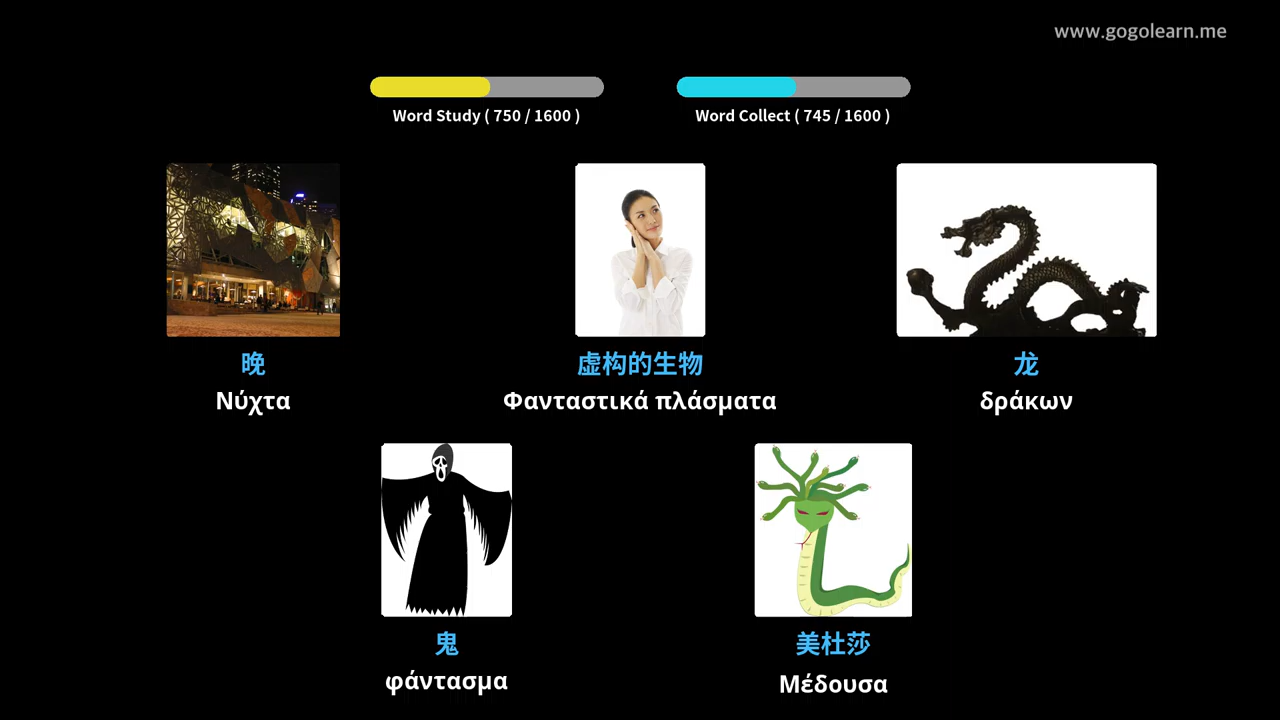 www.gogolearn.me
Word Study ( 750 / 1600 )
Word Collect ( 745 / 1600 )
晚
虚构的生物
龙
Νύχτα
Φανταστικά πλάσματα
δράκων
鬼
美杜莎
φάντασμα
Μέδουσα